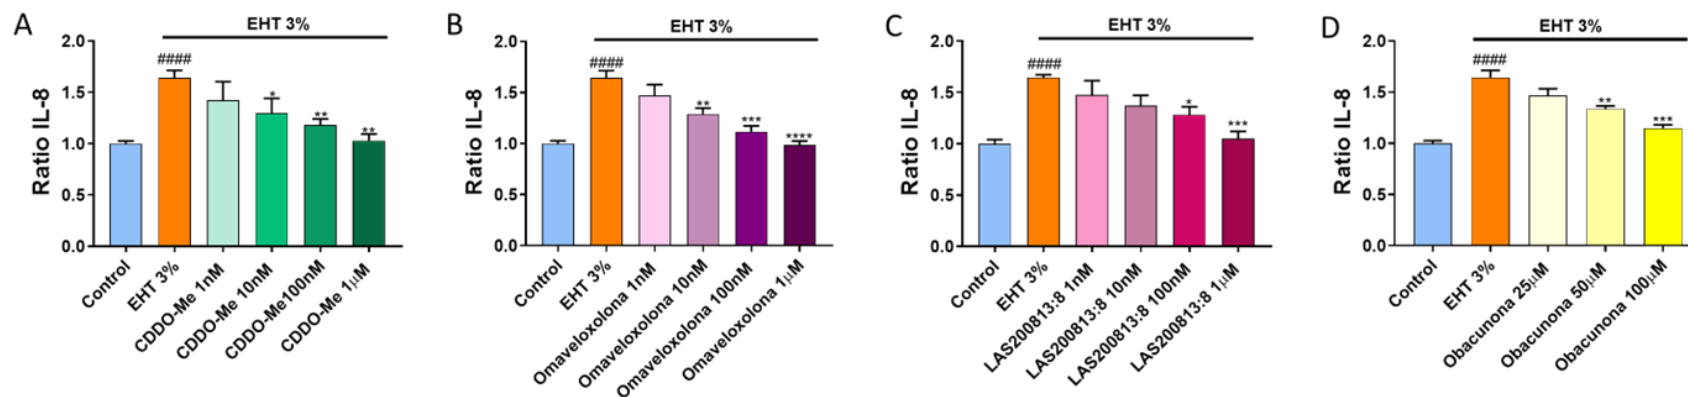 A
EHT 3%
Ratio IL-8
2.0
1.5
1.0
0.5
0.0
####
*
**
**
Control
EHT 3%
CDDO-Me 1nM
CDDO-Me 10nM
CDDO-Me100nM
CDDO-Me 1µM
B
EHT 3%
Ratio IL-8
2.0
1.5
1.0
0.5
0.0
####
**
***
****
Control
EHT 3%
Omaveloxolona 1nM
Omaveloxolona 10nM
Omaveloxolona 100nM
Omaveloxolona 1µM
C
EHT 3%
Ratio IL-8
2.0
1.5
1.0
0.5
0.0
####
*
***
Control
EHT 3%
LAS200813:8 1nM
LAS200813:8 10nM
LAS200813:8 100nM
LAS200813:8 1µM
D
EHT 3%
Ratio IL-8
2.0
1.5
1.0
0.5
0.0
####
**
***
Control
EHT 3%
Obacunona 25µM
Obacunona 50µM
Obacunona 100µM